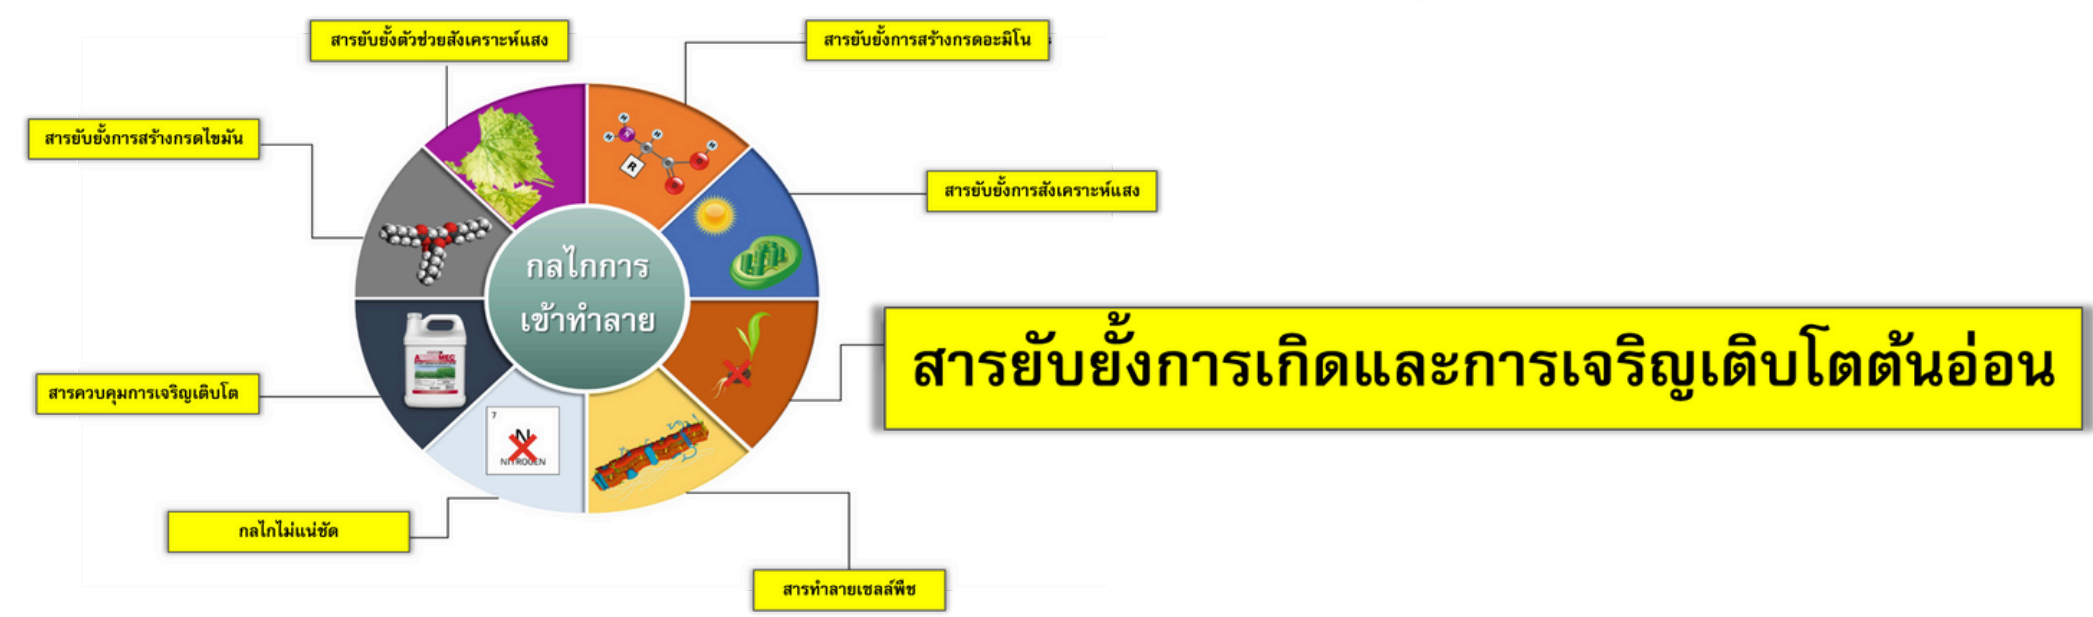 สารยับยั้งตัวช่วยสังเคราะห์แสง
สารยับยั้งการสร้างกรดอะมิโน
สารยับยั้งการสร้างกรดไขมัน
สารยับยั้งการสังเคราะห์แสง
กลไกการ
เข้าทำลาย
สารยับยั้งการเกิดและการเจริญเติบโตต้นอ่อน
สารควบคุมการเจริญเติบโต
กลไกไม่แน่ชัด
สารทำลายเซลล์พืช
H
N
H
H
H
R
7
N
NITROGEN